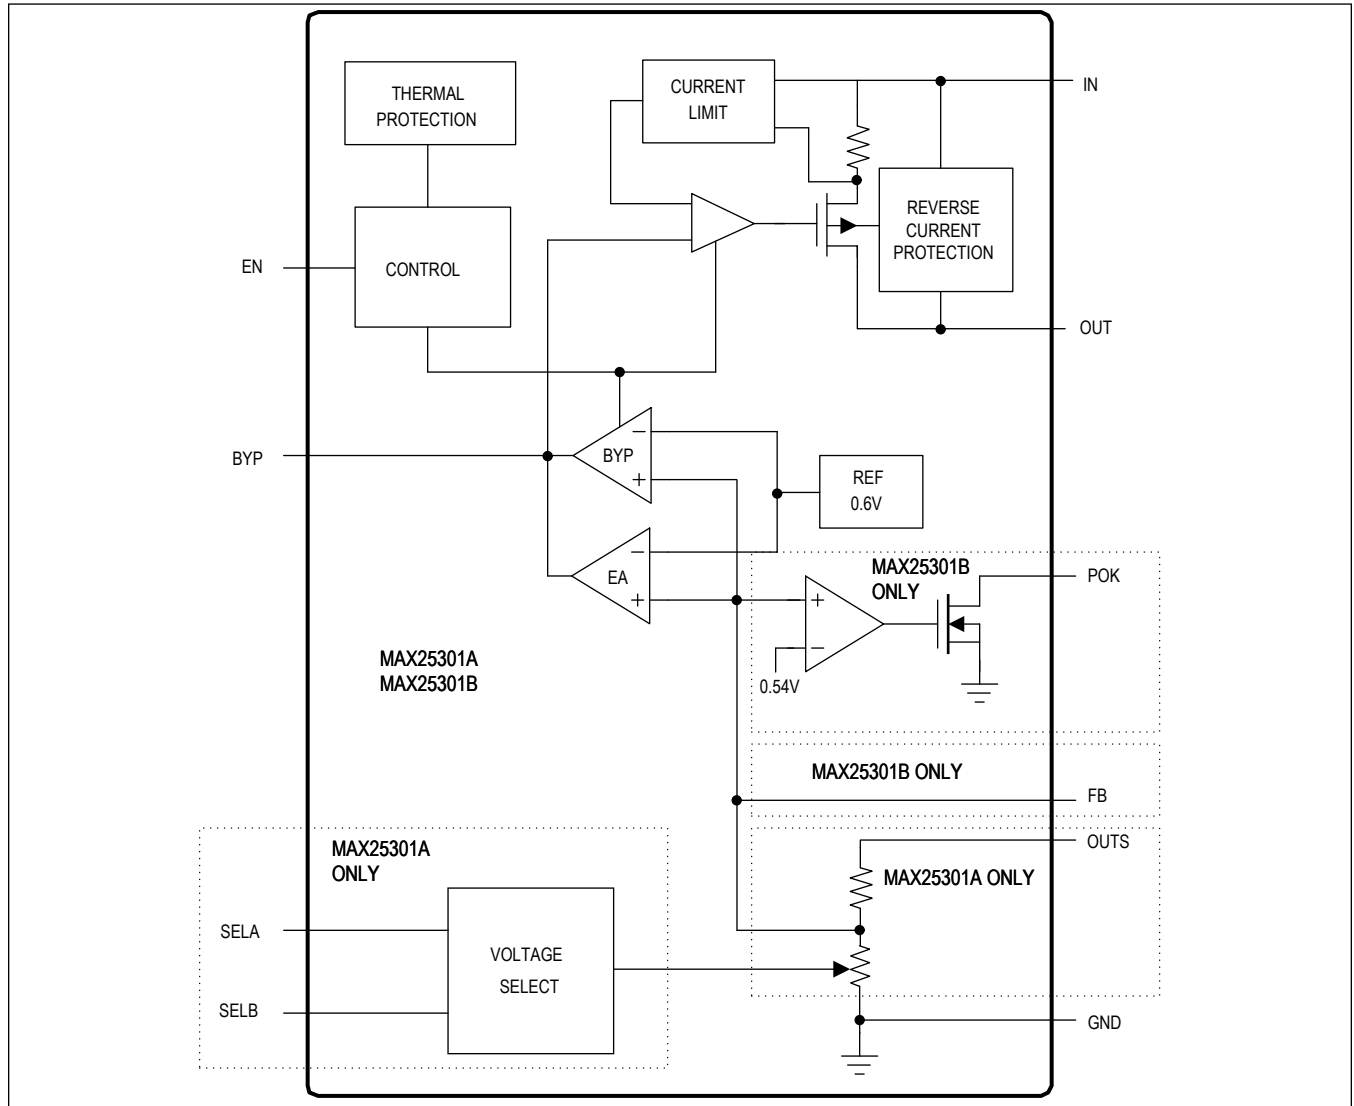 THERMAL
PROTECTION
CURRENT
LIMIT
IN
REVERSE
CURRENT
PROTECTION
EN
CONTROL
OUT
BYP
BYP
−
+
REF
0.6V
EA
−
+
MAX25301B
ONLY
POK
+
−
0.54V
MAX25301A
MAX25301B
MAX25301B ONLY
FB
MAX25301A
ONLY
OUTS
MAX25301A ONLY
SELA
VOLTAGE
SELECT
SELB
GND